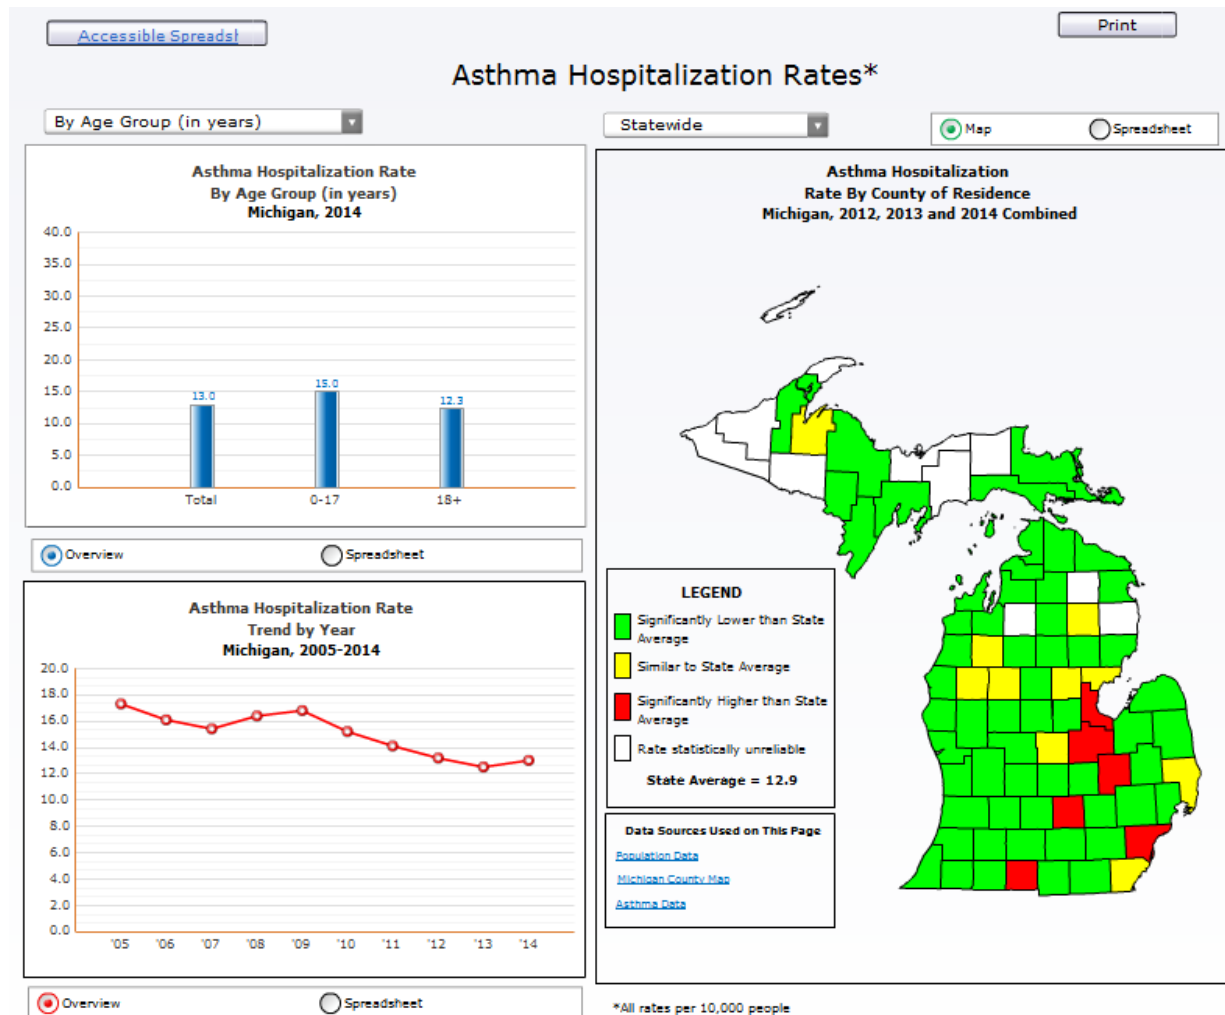 Accessible Spreadsh
Print
Asthma Hospitalization Rates*
By Age Group (in years)
Statewide
Map
Spreadsheet
Asthma Hospitalization Rate
By Age Group (in years)
Michigan, 2014
40.0
35.0
30.0
25.0
20.0
15.0
10.0
5.0
0.0
13.0
15.0
12.3
Total
0-17
18+
Overview
Spreadsheet
Asthma Hospitalization Rate
Trend by Year
Michigan, 2005-2014
20.0
18.0
16.0
14.0
12.0
10.0
8.0
6.0
4.0
2.0
0.0
'05
'06
'07
'08
'09
'10
'11
'12
'13
'14
Overview
Spreadsheet
Asthma Hospitalization
Rate By County of Residence
Michigan, 2012, 2013 and 2014 Combined
LEGEND
Significantly Lower than State
Average
Similar to State Average
Significantly Higher than State
Average
Rate statistically unreliable
State Average = 12.9
Data Sources Used on This Page
Population Data
Michigan County Map
Asthma Data
*All rates per 10,000 people